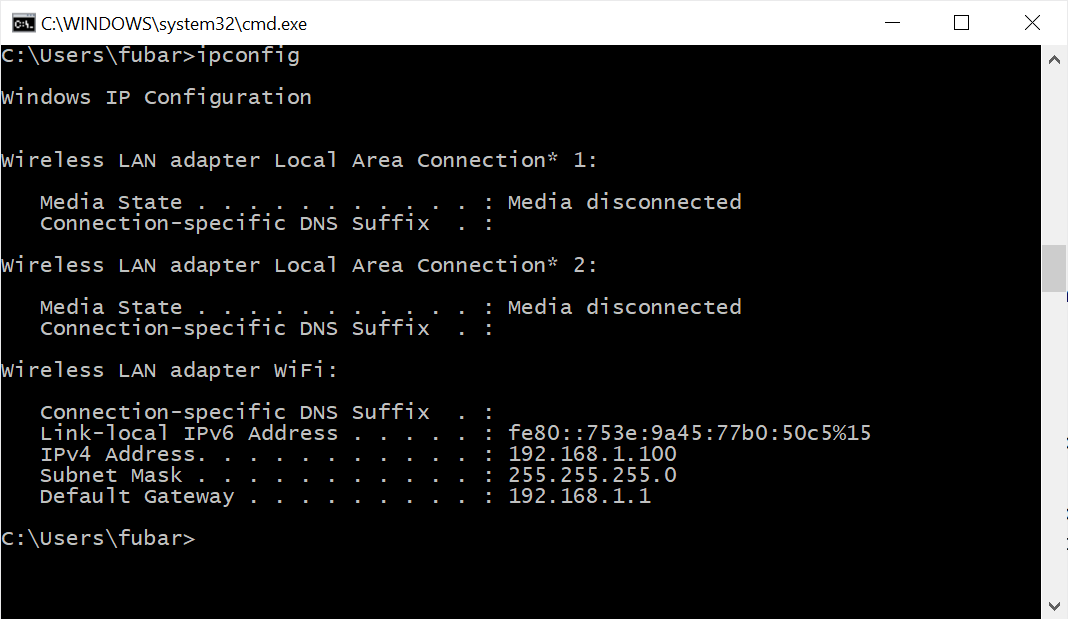 C:\WINDOWS\system32\cmd.exe
C:\Users\fubar>ipconfig
Windows IP Configuration
Wireless LAN adapter Local Area Connection* 1:
   Media State . . . . . . . . . . . : Media disconnected
   Connection-specific DNS Suffix  . :
Wireless LAN adapter Local Area Connection* 2:
   Media State . . . . . . . . . . . : Media disconnected
   Connection-specific DNS Suffix  . :
Wireless LAN adapter WiFi:
   Connection-specific DNS Suffix  . :
   Link-local IPv6 Address . . . . . : fe80::753e:9a45:77b0:50c5%15
   IPv4 Address. . . . . . . . . . . : 192.168.1.100
   Subnet Mask . . . . . . . . . . . : 255.255.255.0
   Default Gateway . . . . . . . . . : 192.168.1.1
C:\Users\fubar>